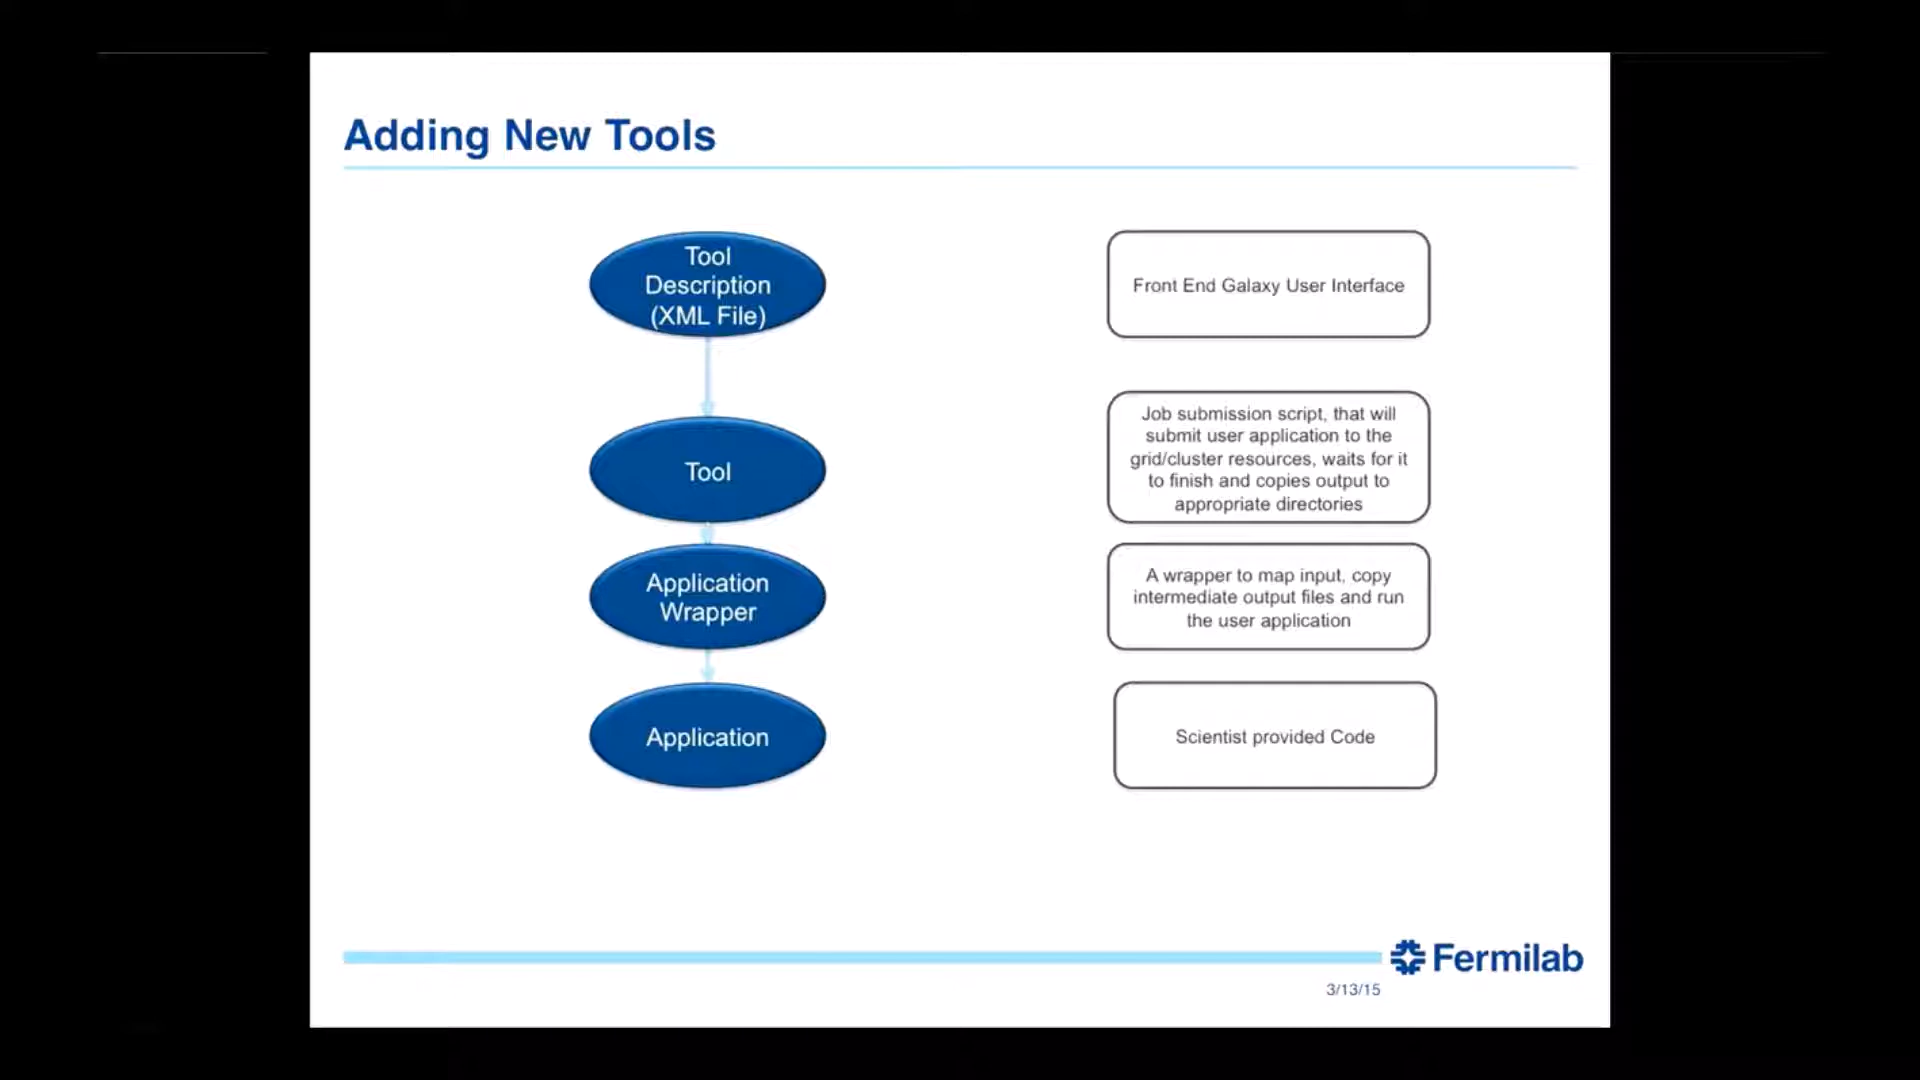 Adding New Tools
Tool
Description
(XML File)
Front End Galaxy User Interface
Tool
Job submission script, that will
submit user application to the
grid/cluster resources, waits for it
to finish and copies output to
appropriate directories
Application
Wrapper
A wrapper to map input, copy
intermediate output files and run
the user application
Application
Scientist provided Code
Fermilab
3/13/15